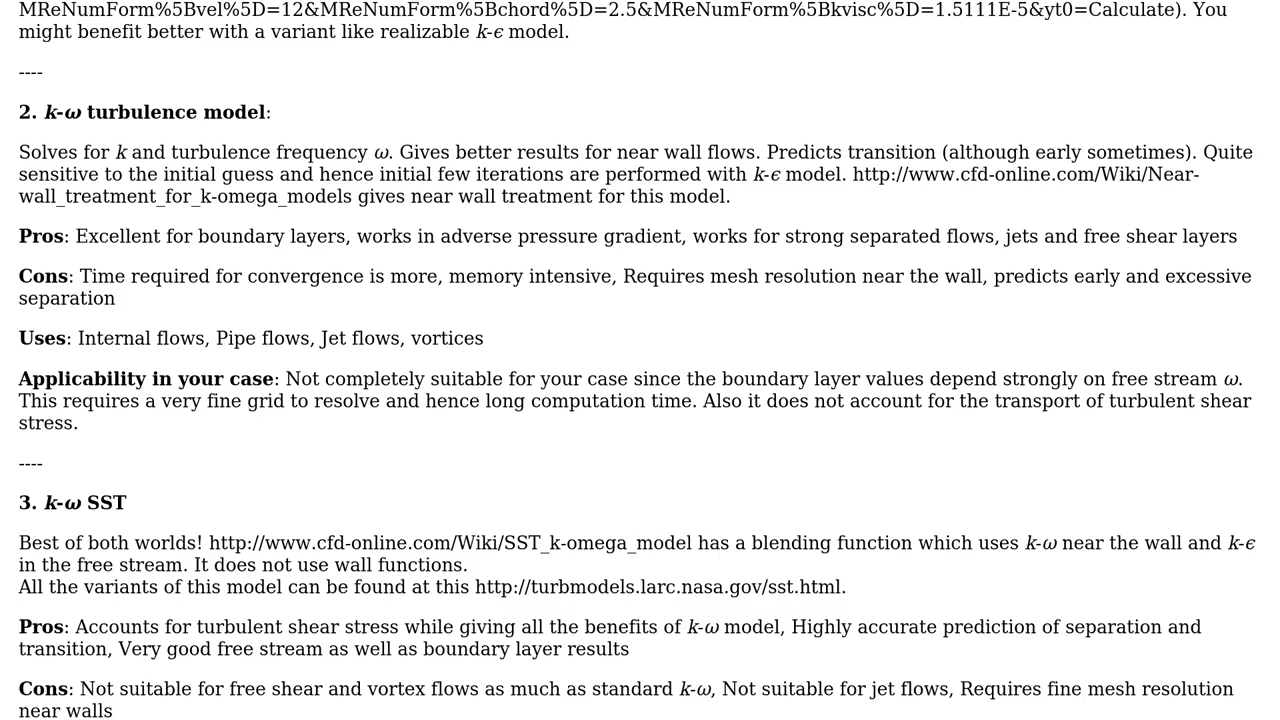 MReNumForm%5Bvel%5D=12&MReNumForm%5Bchord%5D=2.5&MReNumForm%5Bkvisc%5D=1.5111E-5&yt0=Calculate). You
might benefit better with a variant like realizable k-ϵ model.
----
2. k-ω turbulence model:
Solves for k and turbulence frequency ω. Gives better results for near wall flows. Predicts transition (although early sometimes). Quite
sensitive to the initial guess and hence initial few iterations are performed with k-ϵ model. http://www.cfd-online.com/Wiki/Near-
wall_treatment_for_k-omega_models gives near wall treatment for this model.
Pros: Excellent for boundary layers, works in adverse pressure gradient, works for strong separated flows, jets and free shear layers
Cons: Time required for convergence is more, memory intensive, Requires mesh resolution near the wall, predicts early and excessive
separation
Uses: Internal flows, Pipe flows, Jet flows, vortices
Applicability in your case: Not completely suitable for your case since the boundary layer values depend strongly on free stream ω.
This requires a very fine grid to resolve and hence long computation time. Also it does not account for the transport of turbulent shear
stress.
----
3. k-ω SST
Best of both worlds! http://www.cfd-online.com/Wiki/SST_k-omega_model has a blending function which uses k-ω near the wall and k-ϵ
in the free stream. It does not use wall functions.
All the variants of this model can be found at this http://turbmodels.larc.nasa.gov/sst.html.
Pros: Accounts for turbulent shear stress while giving all the benefits of k-ω model, Highly accurate prediction of separation and
transition, Very good free stream as well as boundary layer results
Cons: Not suitable for free shear and vortex flows as much as standard k-ω, Not suitable for jet flows, Requires fine mesh resolution
near walls